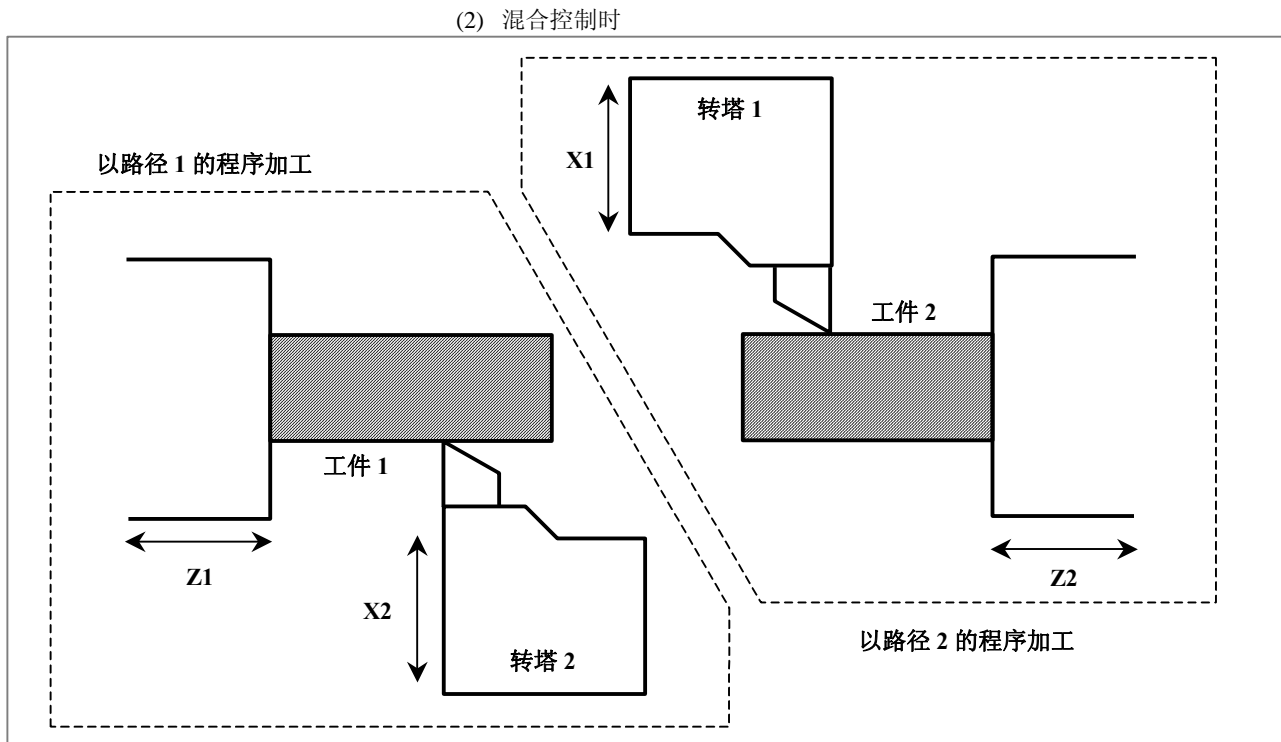 (2) 混合控制时
转塔 1
X1
以路径 1 的程序加工
工件 2
工件 1
Z1
Z2
X2
以路径 2 的程序加工
转塔 2